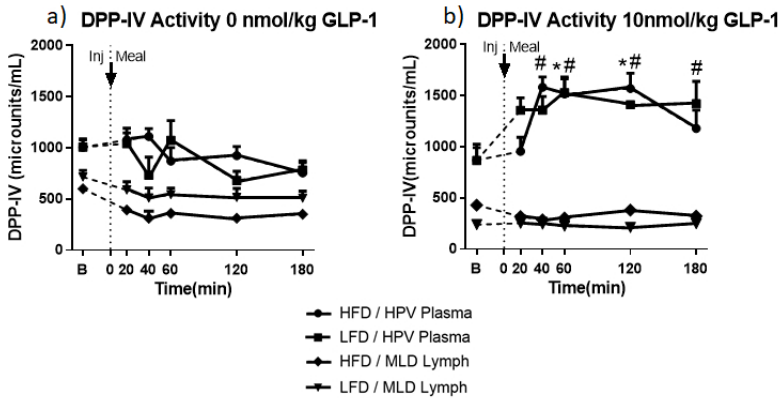 a) DPP-IV Activity 0 nmol/kg GLP-1
Inj Meal
DPP-IV (microunits/mL)
2000
1500
1000
500
0
B 0 20 40 60 120 180
Time(min)
b) DPP-IV Activity 10nmol/kg GLP-1
Inj Meal
# *# *# #
DPP-IV(microunits/mL)
2000
1500
1000
500
0
B 0 20 40 60 120 180
Time(min)
HFD / HPV Plasma
LFD / HPV Plasma
HFD / MLD Lymph
LFD / MLD Lymph